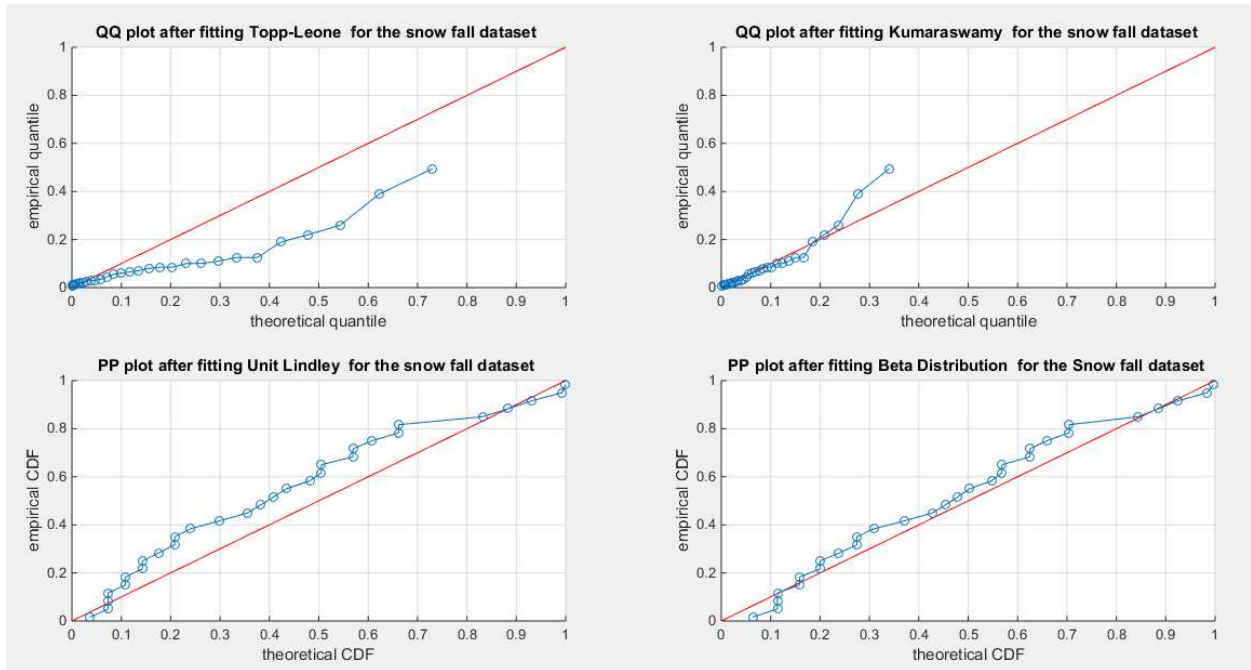 QQ plot after fitting Topp-Leone for the snow fall dataset
1
0.8
0.6
0.4
0.2
0
empirical quantile
0 0.1 0.2 0.3 0.4 0.5 0.6 0.7 0.8 0.9 1
theoretical quantile
QQ plot after fitting Kumaraswamy for the snow fall dataset
1
0.8
0.6
0.4
0.2
0
empirical quantile
0 0.1 0.2 0.3 0.4 0.5 0.6 0.7 0.8 0.9 1
theoretical quantile
PP plot after fitting Unit Lindley for the snow fall dataset
1
0.8
0.6
0.4
0.2
0
empirical CDF
0 0.1 0.2 0.3 0.4 0.5 0.6 0.7 0.8 0.9 1
theoretical CDF
PP plot after fitting Beta Distribution for the Snow fall dataset
1
0.8
0.6
0.4
0.2
0
empirical CDF
0 0.1 0.2 0.3 0.4 0.5 0.6 0.7 0.8 0.9 1
theoretical CDF